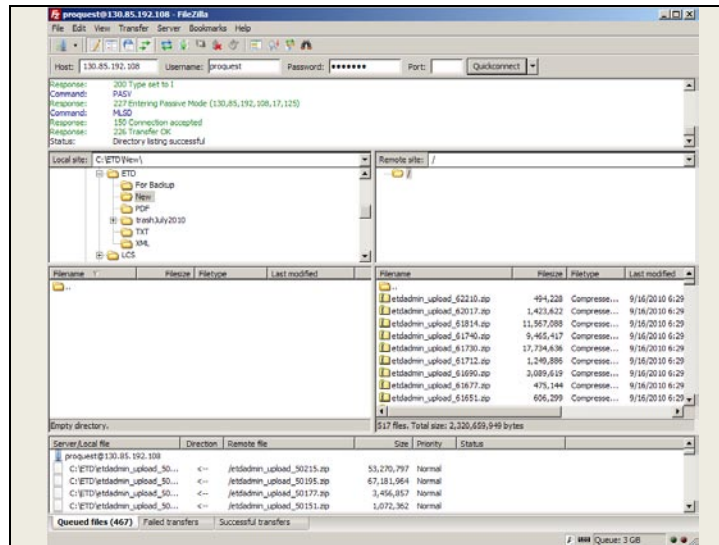 proquest@130.85.192.108 - FileZilla
File Edit View Transfer Server Bookmarks Help
Host: 130.85.192.108 Username: proquest Password: ●●●●●●● Port: Quickconnect
Response: 200 Type set to I
Command: PASV
Response: 227 Entering Passive Mode (130,85,192,108,17,125)
Command: MLSD
Response: 150 Connection accepted
Response: 226 Transfer OK
Status: Directory listing successful
Local site: C:\ETD\New\ Remote site: /
ETD /
For Backup
New
PDF
trashJuly2010
TXT
XML
LCS
Filename Filesize Filetype Last modified Filename Filesize Filetype Last modified
.. ..
etdadmin_upload_62210.zip 494,228 Compresse... 9/16/2010 6:29
etdadmin_upload_62017.zip 1,423,622 Compresse... 9/16/2010 6:29
etdadmin_upload_61814.zip 11,567,088 Compresse... 9/16/2010 6:29
etdadmin_upload_61740.zip 9,465,417 Compresse... 9/16/2010 6:29
etdadmin_upload_61730.zip 17,734,636 Compresse... 9/16/2010 6:29
etdadmin_upload_61712.zip 1,249,886 Compresse... 9/16/2010 6:29
etdadmin_upload_61690.zip 3,089,619 Compresse... 9/16/2010 6:29
etdadmin_upload_61677.zip 475,144 Compresse... 9/16/2010 6:29
etdadmin_upload_61651.zip 606,299 Compresse... 9/16/2010 6:29
Empty directory. 517 files. Total size: 2,320,659,949 bytes
Server/Local file Direction Remote file Size Priority Status
proquest@130.85.192.108
C:\ETD\etdadmin_upload_50... <-- /etdadmin_upload_50215.zip 53,270,797 Normal
C:\ETD\etdadmin_upload_50... <-- /etdadmin_upload_50195.zip 67,181,964 Normal
C:\ETD\etdadmin_upload_50... <-- /etdadmin_upload_50177.zip 3,456,857 Normal
C:\ETD\etdadmin_upload_50... <-- /etdadmin_upload_50151.zip 1,072,362 Normal
Queued files (467) Failed transfers Successful transfers
Queue: 3 GB